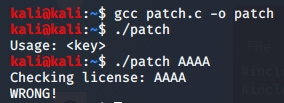 kali@kali:~$ gcc patch.c -o patch
kali@kali:~$ ./patch
Usage: <key>
kali@kali:~$ ./patch AAAA
Checking license: AAAA
WRONG!